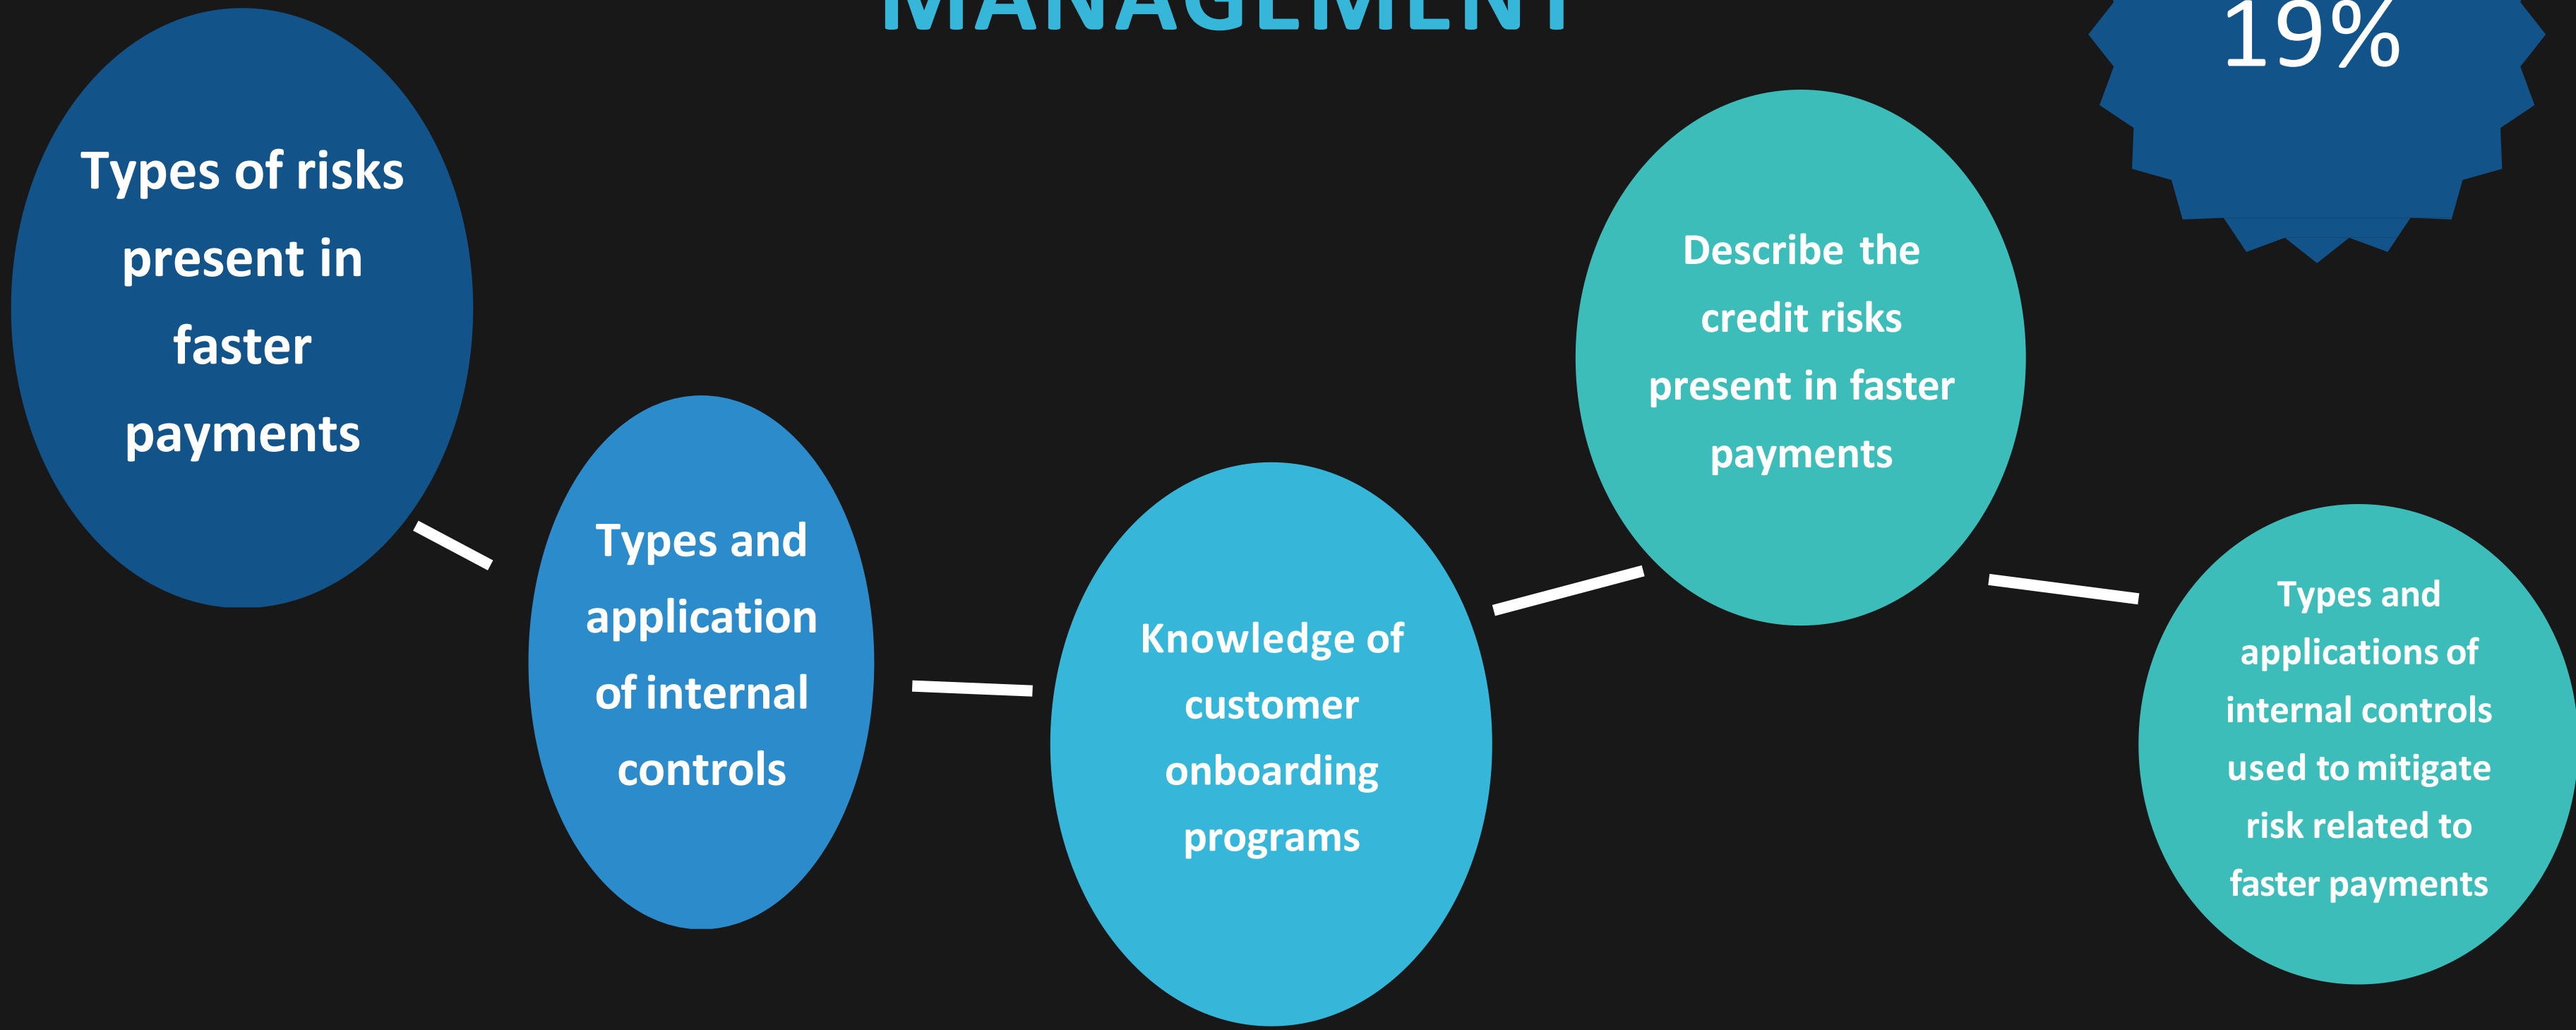 MANAGEMENT
19%
Types of risks
present in
faster
payments
Types and
application
of internal
controls
Knowledge of
customer
onboarding
programs
Describe the
credit risks
present in faster
payments
Types and
applications of
internal controls
used to mitigate
risk related to
faster payments